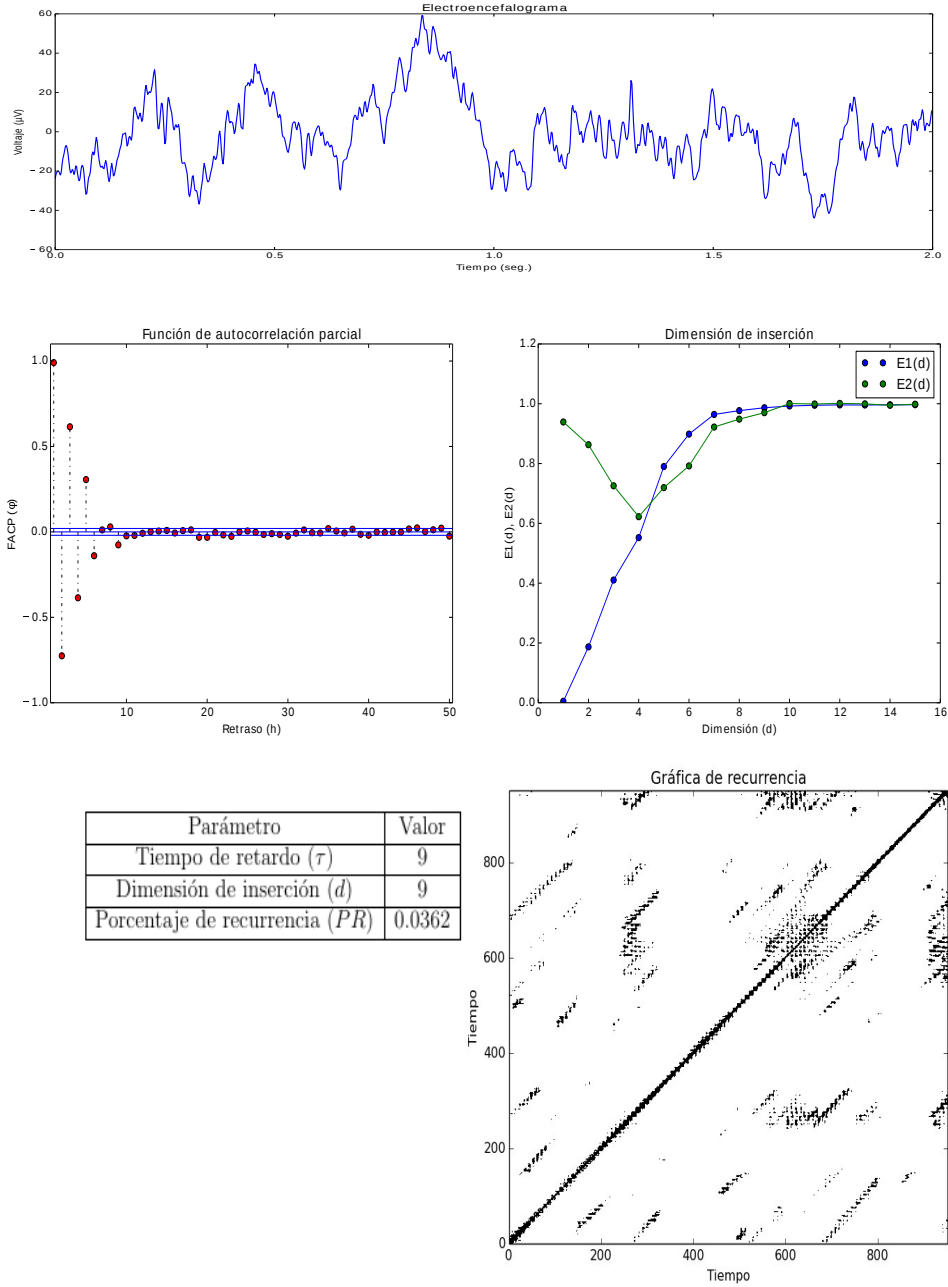 Electroencefalograma
Voltaje (µV)
60
40
20
0
−20
−40
−60
0.0 0.5 1.0 1.5 2.0
Tiempo (seg.)
Función de autocorrelación parcial
FACP (φ)
1.0
0.5
0.0
−0.5
−1.0
10 20 30 40 50
Retraso (h)
Dimensión de inserción
E1(d), E2(d)
1.2
1.0
0.8
0.6
0.4
0.2
0.0
0 2 4 6 8 10 12 14 16
Dimensión (d)
E1(d)
E2(d)
Parámetro Valor
Tiempo de retardo (τ) 9
Dimensión de inserción (d) 9
Porcentaje de recurrencia (PR) 0.0362
Gráfica de recurrencia
Tiempo
800
600
400
200
0
0 200 400 600 800
Tiempo